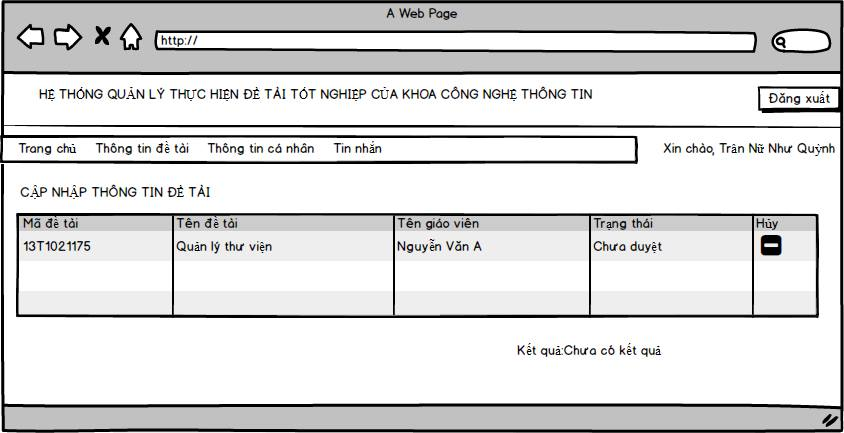 A Web Page
http://
HỆ THỐNG QUẢN LÝ THỰC HIỆN ĐỀ TÀI TỐT NGHIỆP CỦA KHOA CÔNG NGHỆ THÔNG TIN
Đăng xuất
Trang chủ Thông tin đề tài Thông tin cá nhân Tin nhắn
Xin chào, Trần Nữ Như Quỳnh
CẬP NHẬP THÔNG TIN ĐỀ TÀI
Mã đề tài Tên đề tài Tên giáo viên Trạng thái Hủy
13T1021175 Quản lý thư viện Nguyễn Văn A Chưa duyệt
Kết quả:Chưa có kết quả